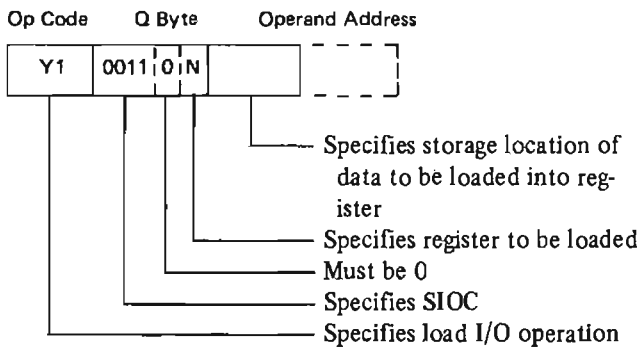 Op Code Q Byte Operand Address
Y1 0011 0 N
Specifies storage location of
data to be loaded into reg-
ister
Specifies register to be loaded
Must be 0
Specifies SIOC
Specifies load I/O operation